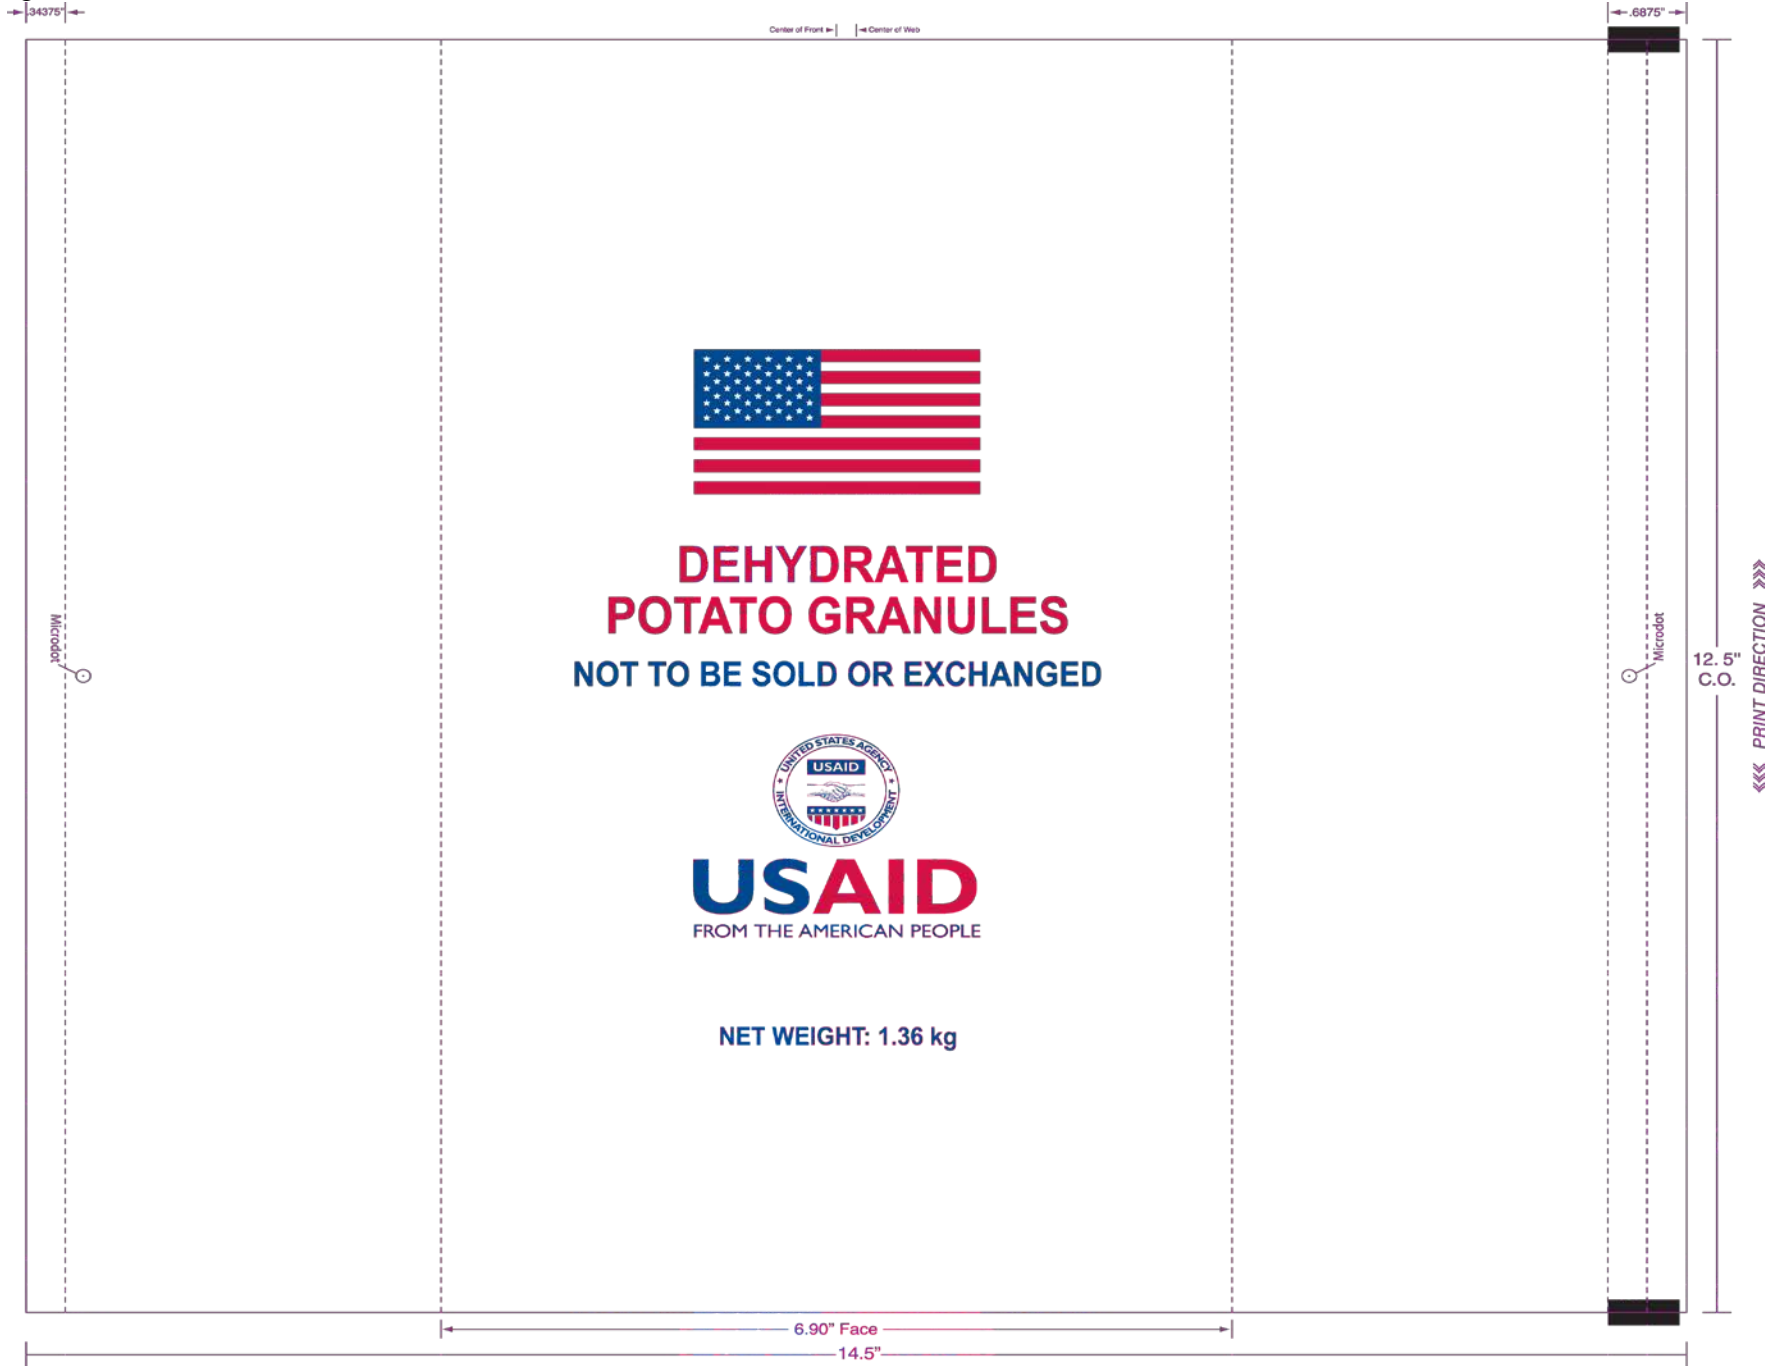 .34375"
.6875"
Center of Front
Center of Web
DEHYDRATED
POTATO GRANULES
NOT TO BE SOLD OR EXCHANGED
Microdot
Microdot
12. 5"
C.O.
PRINT DIRECTION
UNITED STATES AGENCY
USAID
INTERNATIONAL DEVELOPMENT
USAID
FROM THE AMERICAN PEOPLE
NET WEIGHT: 1.36 kg
6.90" Face
14.5"